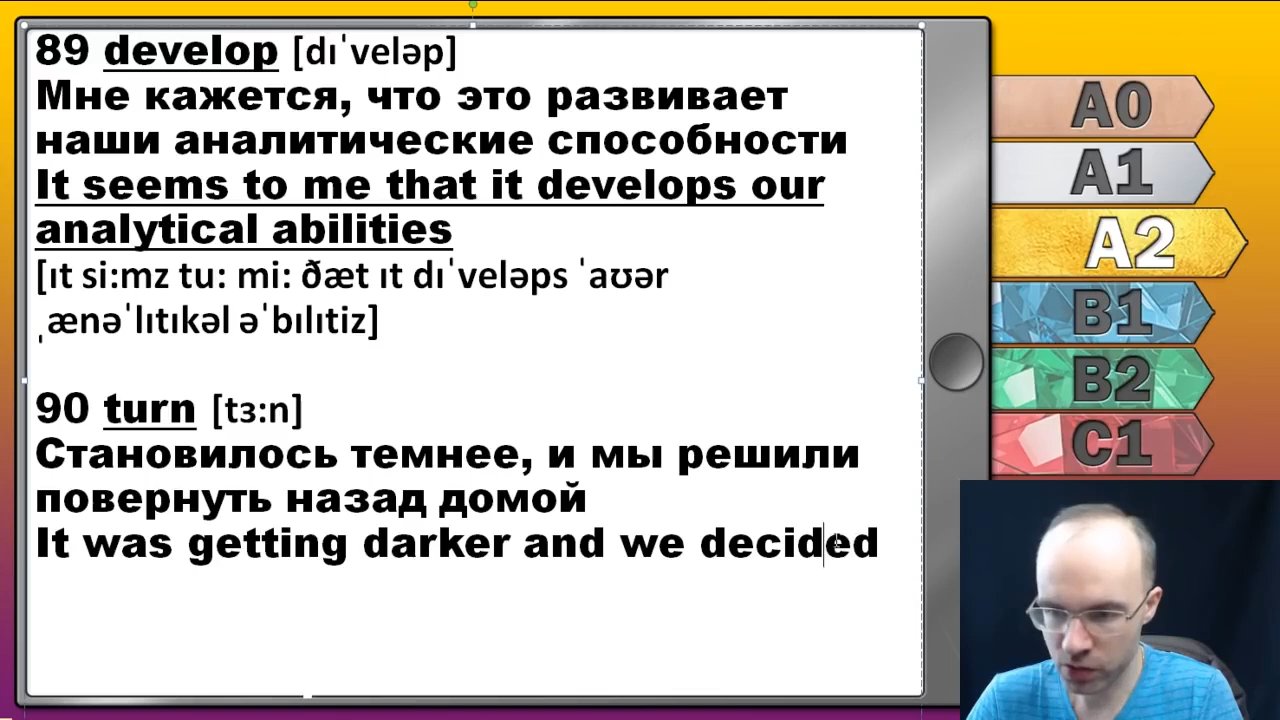 89 develop [dɪˈveləp]
Мне кажется, что это развивает
наши аналитические способности
It seems to me that it develops our
analytical abilities
[ɪt si:mz tu: mi: ðæt ɪt dɪˈveləps ˈaʊər
ˌænəˈlɪtɪkəl əˈbɪlɪtiz]
90 turn [tɜ:n]
Становилось темнее, и мы решили
повернуть назад домой
It was getting darker and we decided
A0
A1
A2
B1
B2
C1